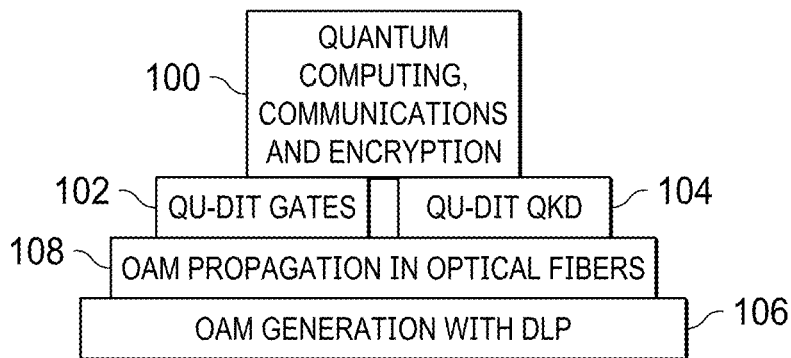 QUANTUM
COMPUTING,
COMMUNICATIONS
AND ENCRYPTION
100
102
QU-DIT GATES
QU-DIT QKD
104
108
OAM PROPAGATION IN OPTICAL FIBERS
OAM GENERATION WITH DLP
106